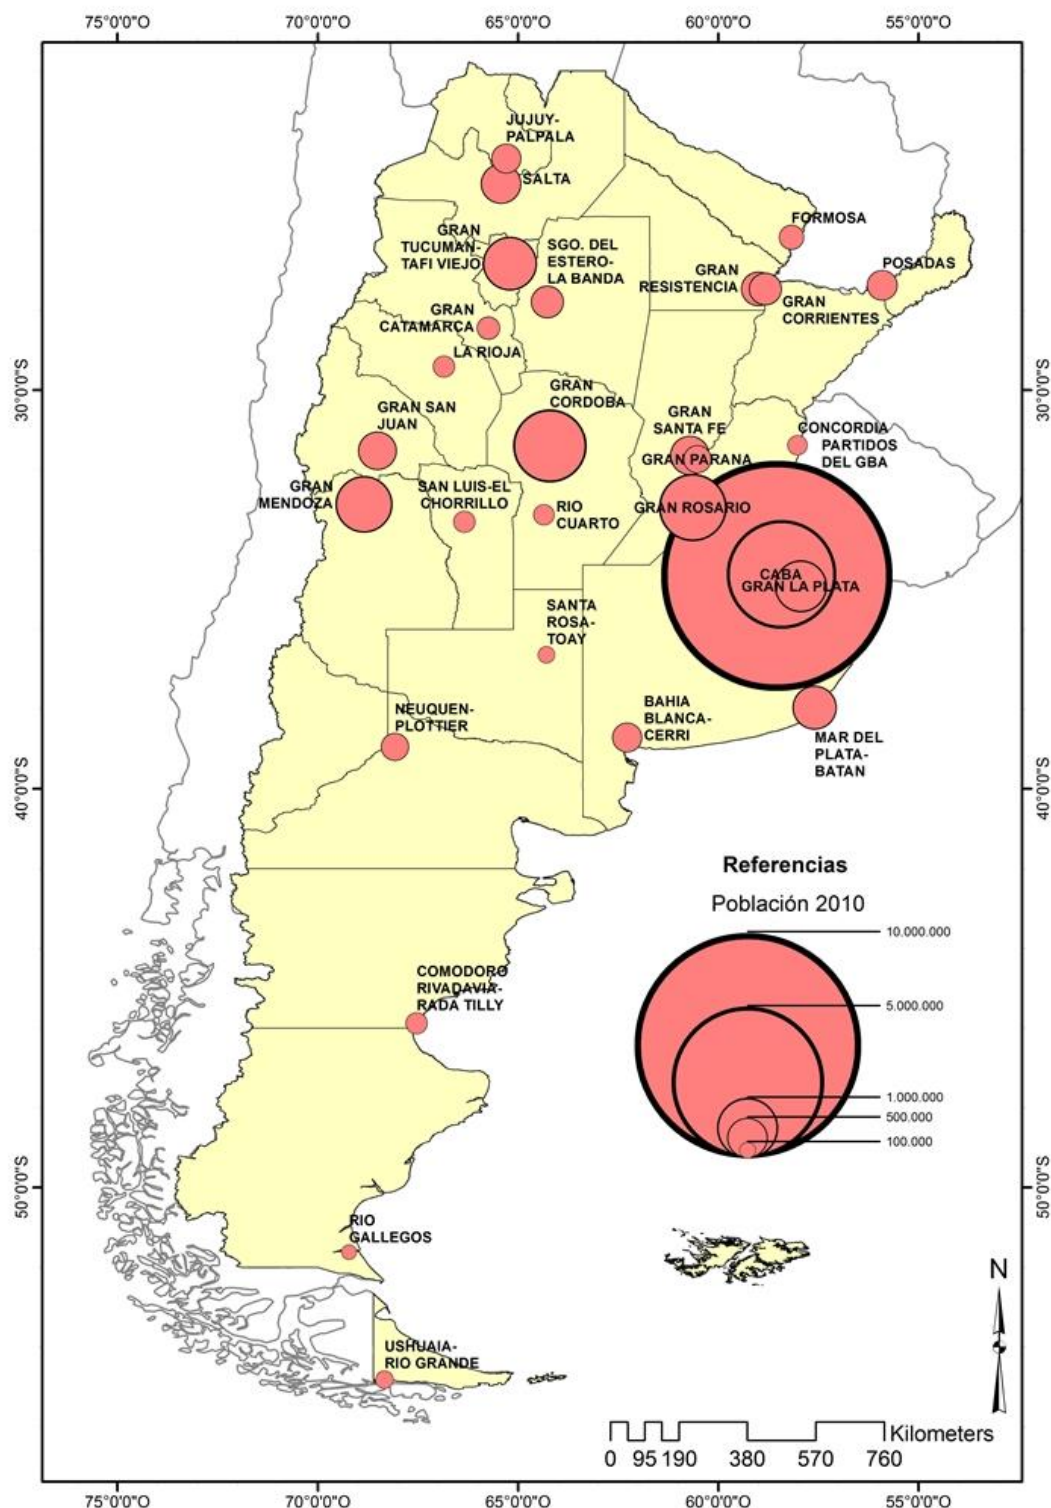 75°0'0"O
70°0'0"O
65°0'0"O
60°0'0"O
55°0'0"O
JUJUY-
PALPALA
SALTA
FORMOSA
GRAN
TUCUMAN-
TAFI VIEJO
SGO. DEL
ESTERO-
LA BANDA
GRAN
RESISTENCIA
POSADAS
GRAN
CORRIENTES
GRAN
CATAMARCA
LA RIOJA
30°0'0"S
30°0'0"S
GRAN SAN
JUAN
GRAN
CORDOBA
GRAN
SANTA FE
GRAN PARANA
CONCORDIA
PARTIDOS
DEL GBA
GRAN
MENDOZA
SAN LUIS-EL
CHORRILLO
RIO
CUARTO
GRAN ROSARIO
CABA
GRAN LA PLATA
SANTA
ROSA-
TOAY
NEUQUEN-
PLOTTIER
BAHIA
BLANCA-
CERRI
MAR DEL
PLATA-
BATAN
40°0'0"S
40°0'0"S
Referencias
Población 2010
10.000.000
5.000.000
1.000.000
500.000
100.000
COMODORO
RIVADAVIA-
RADA TILLY
50°0'0"S
50°0'0"S
RIO
GALLEGOS
USHUAIA-
RIO GRANDE
N
Kilometers
0 95 190 380 570 760
75°0'0"O
70°0'0"O
65°0'0"O
60°0'0"O
55°0'0"O